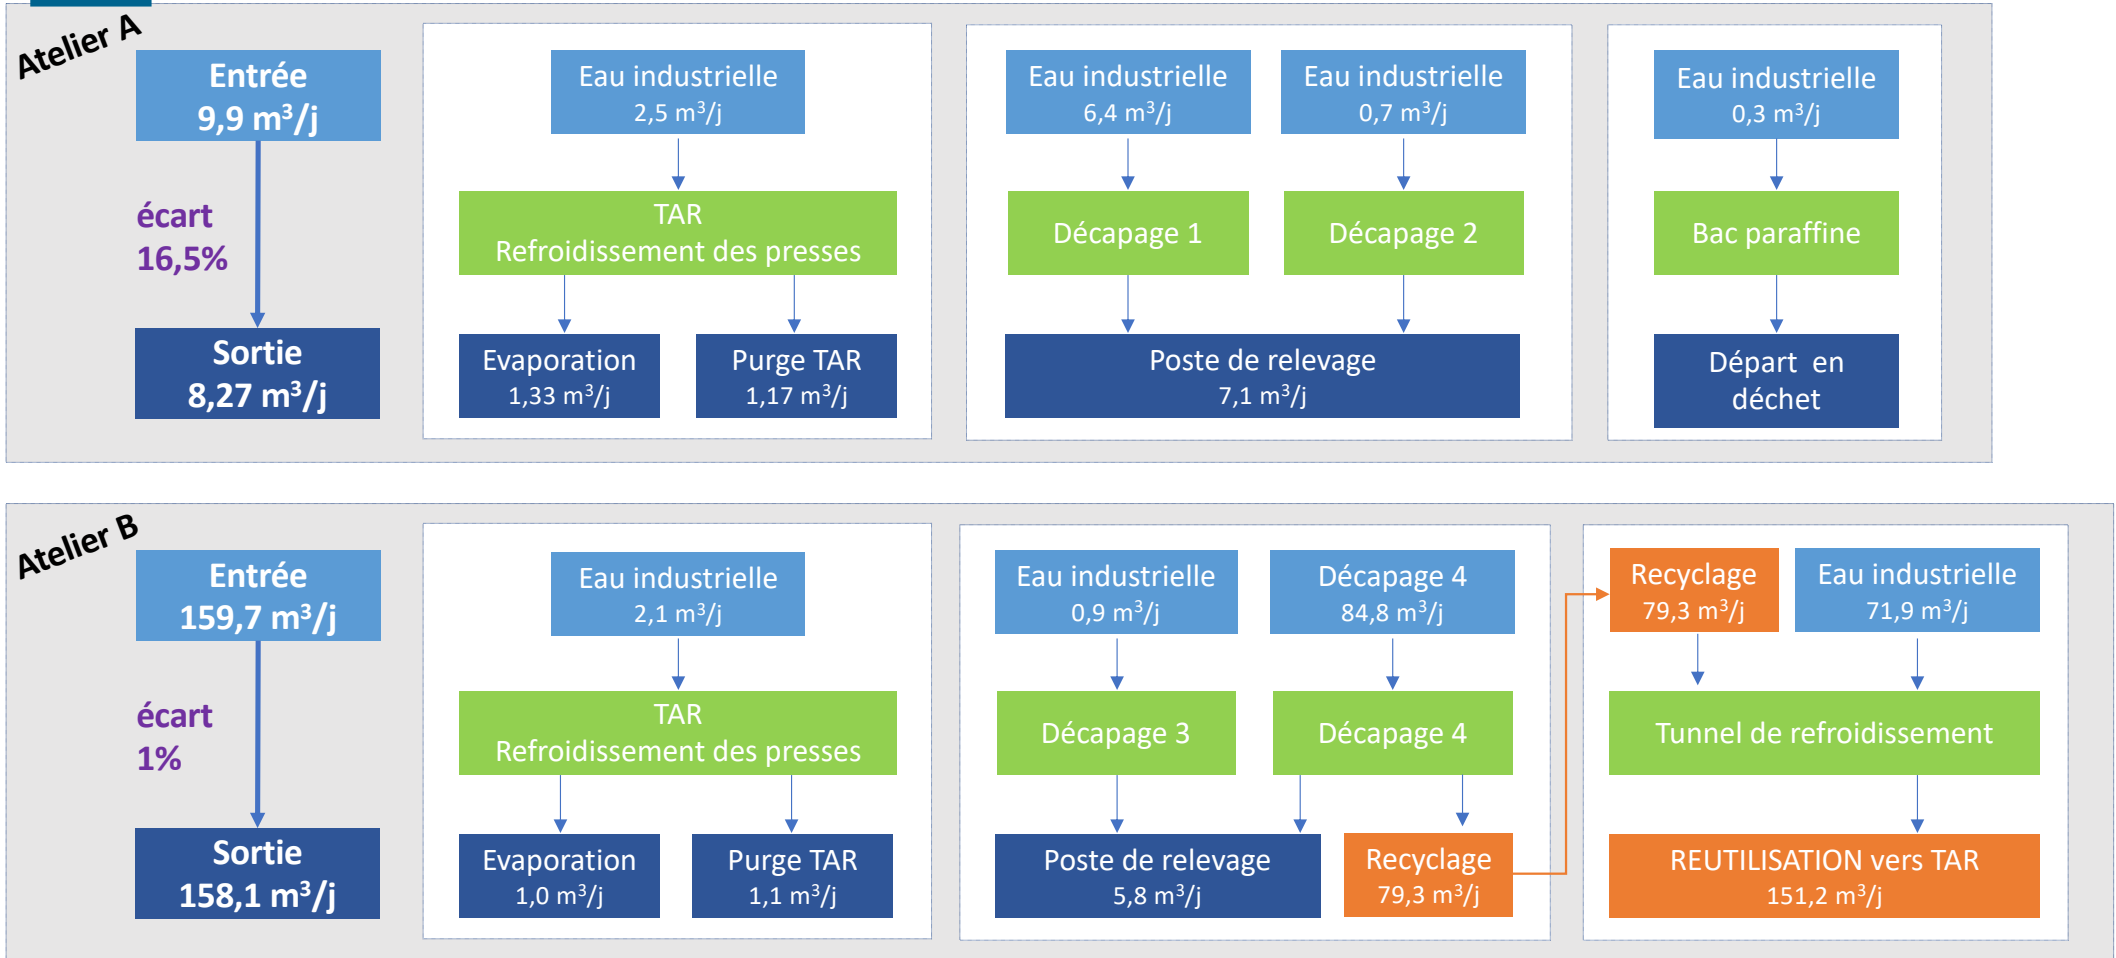 Atelier A
Entrée
9,9 m³/j
écart
16,5%
Sortie
8,27 m³/j
Eau industrielle
2,5 m³/j
TAR
Refroidissement des presses
Evaporation
1,33 m³/j
Purge TAR
1,17 m³/j
Eau industrielle
6,4 m³/j
Eau industrielle
0,7 m³/j
Décapage 1
Décapage 2
Poste de relevage
7,1 m³/j
Eau industrielle
0,3 m³/j
Bac paraffine
Départ en
déchet
Atelier B
Entrée
159,7 m³/j
écart
1%
Sortie
158,1 m³/j
Eau industrielle
2,1 m³/j
TAR
Refroidissement des presses
Evaporation
1,0 m³/j
Purge TAR
1,1 m³/j
Eau industrielle
0,9 m³/j
Décapage 4
84,8 m³/j
Décapage 3
Décapage 4
Poste de relevage
5,8 m³/j
Recyclage
79,3 m³/j
Recyclage
79,3 m³/j
Eau industrielle
71,9 m³/j
Tunnel de refroidissement
REUTILISATION vers TAR
151,2 m³/j